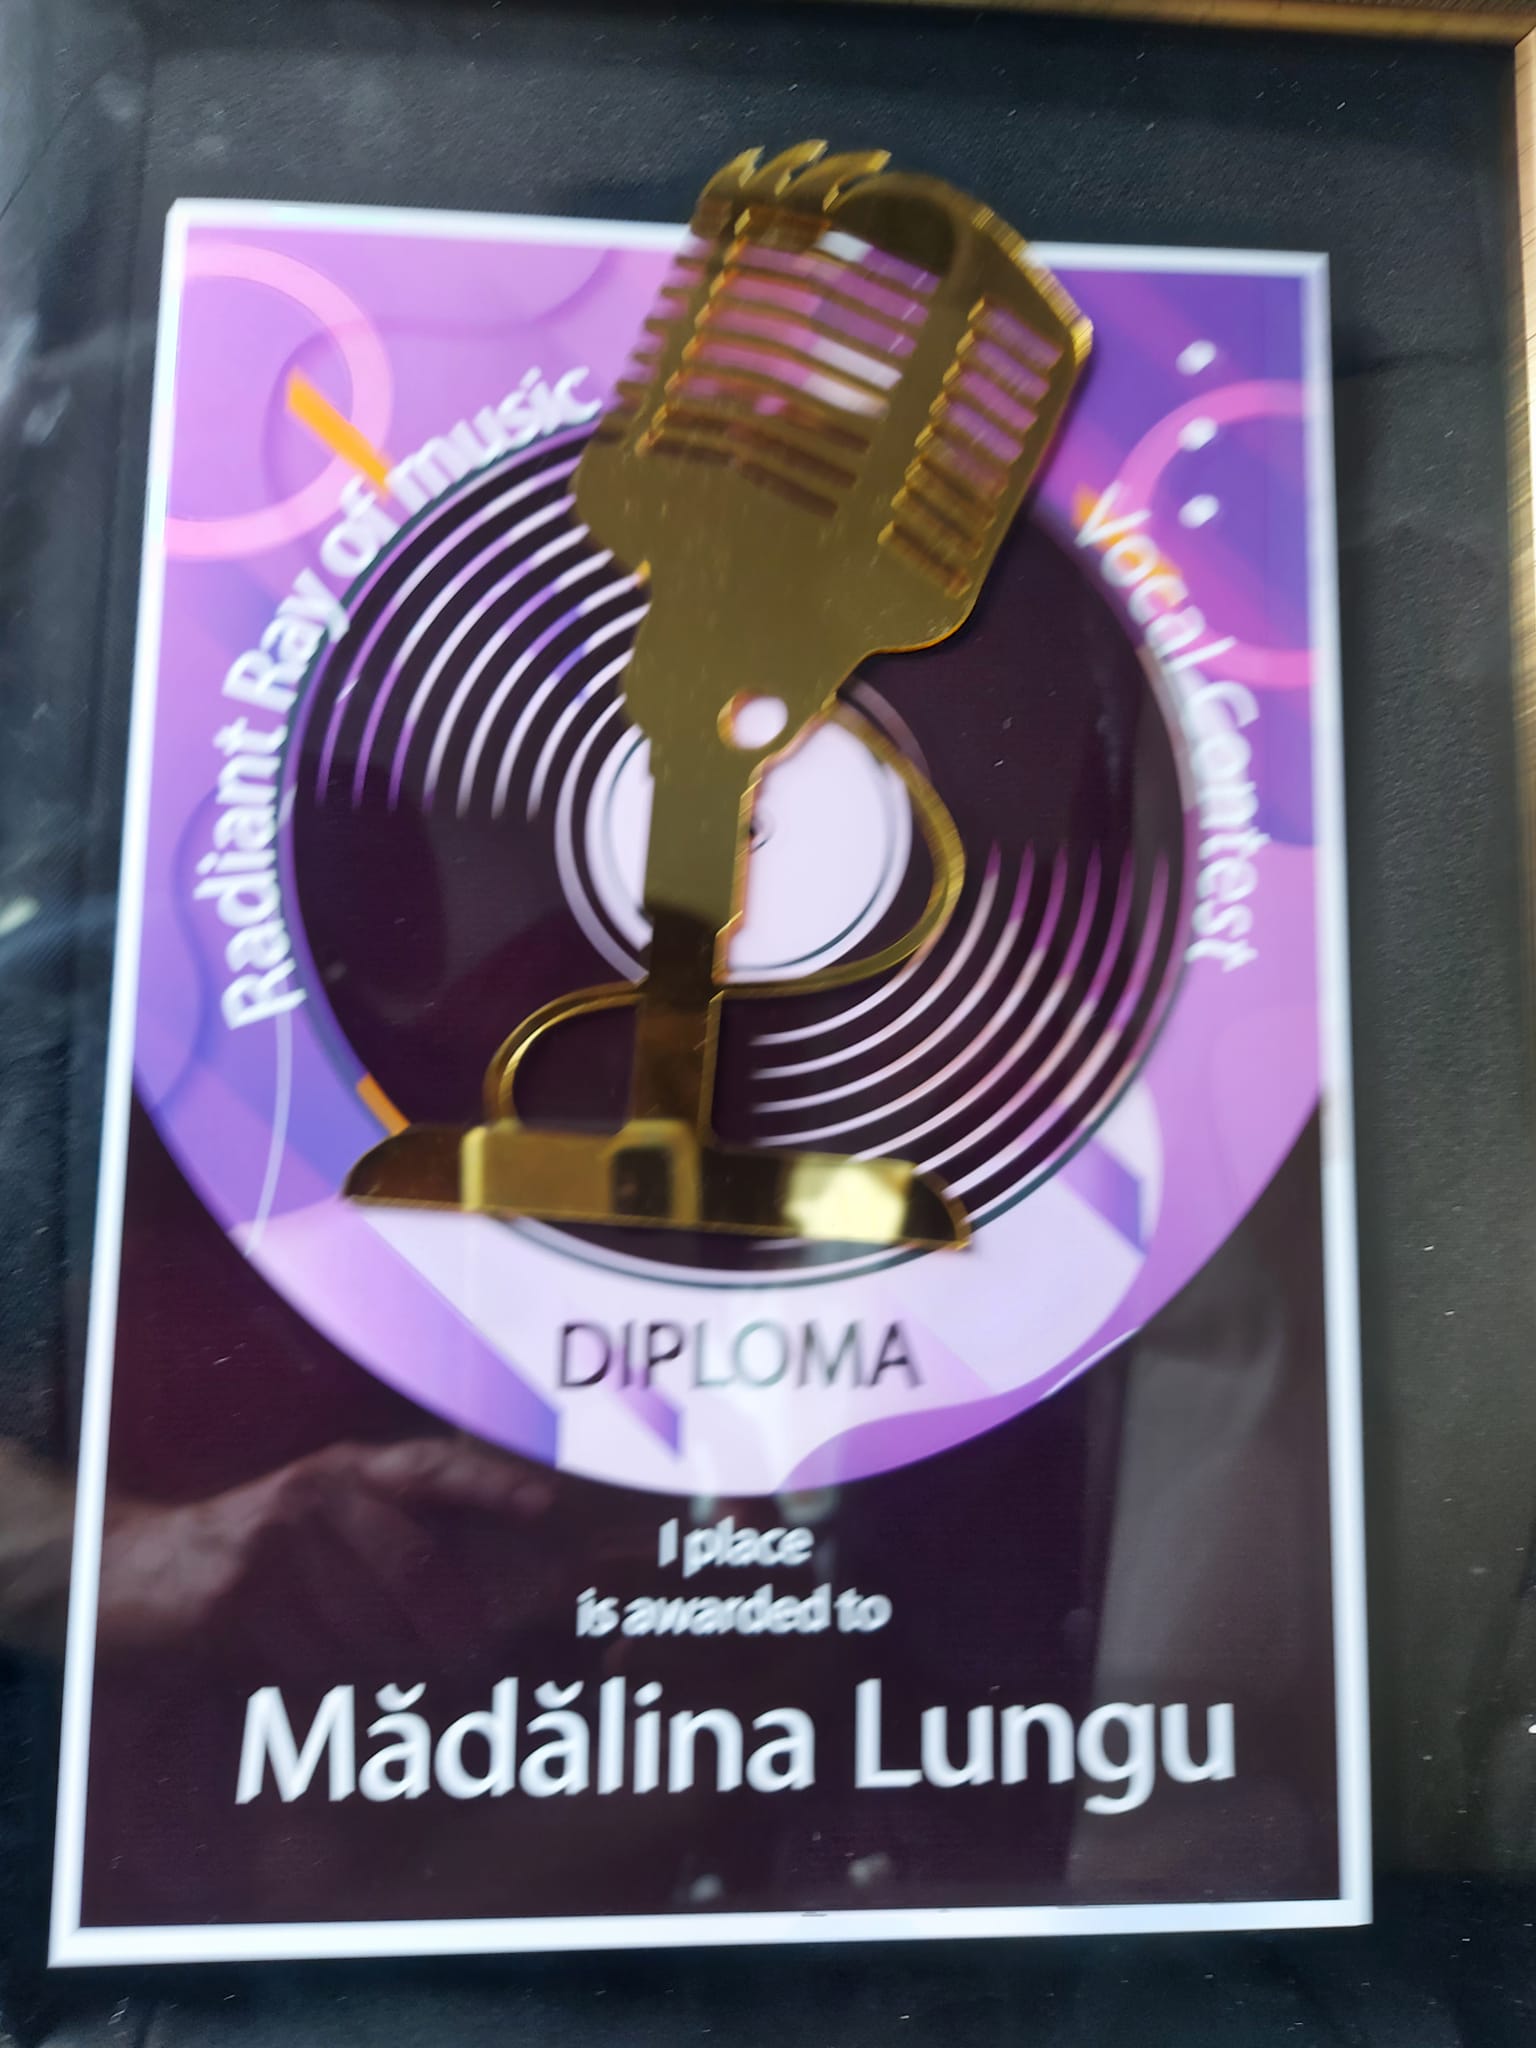 Radiant Ray of music
Vocal Contest
DIPLOMA
I place
is awarded to
Mădălina Lungu